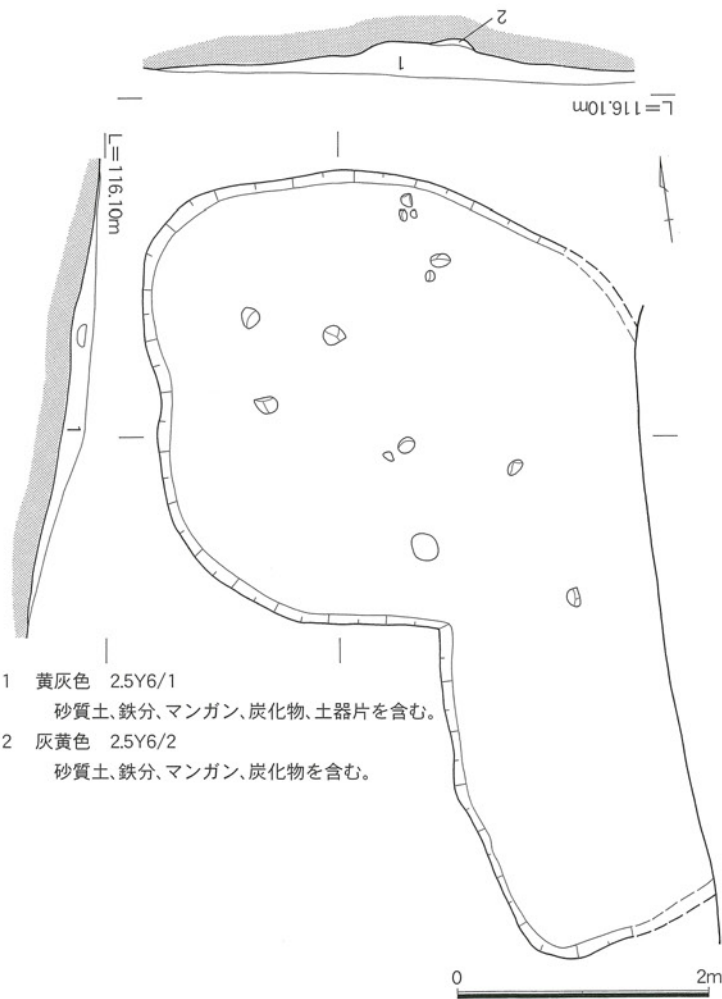 2
1
L=116.10m
L=116.10m
1
1 黄灰色 2.5Y6/1
砂質土、鉄分、マンガン、炭化物、土器片を含む。
2 灰黄色 2.5Y6/2
砂質土、鉄分、マンガン、炭化物を含む。
0 2m